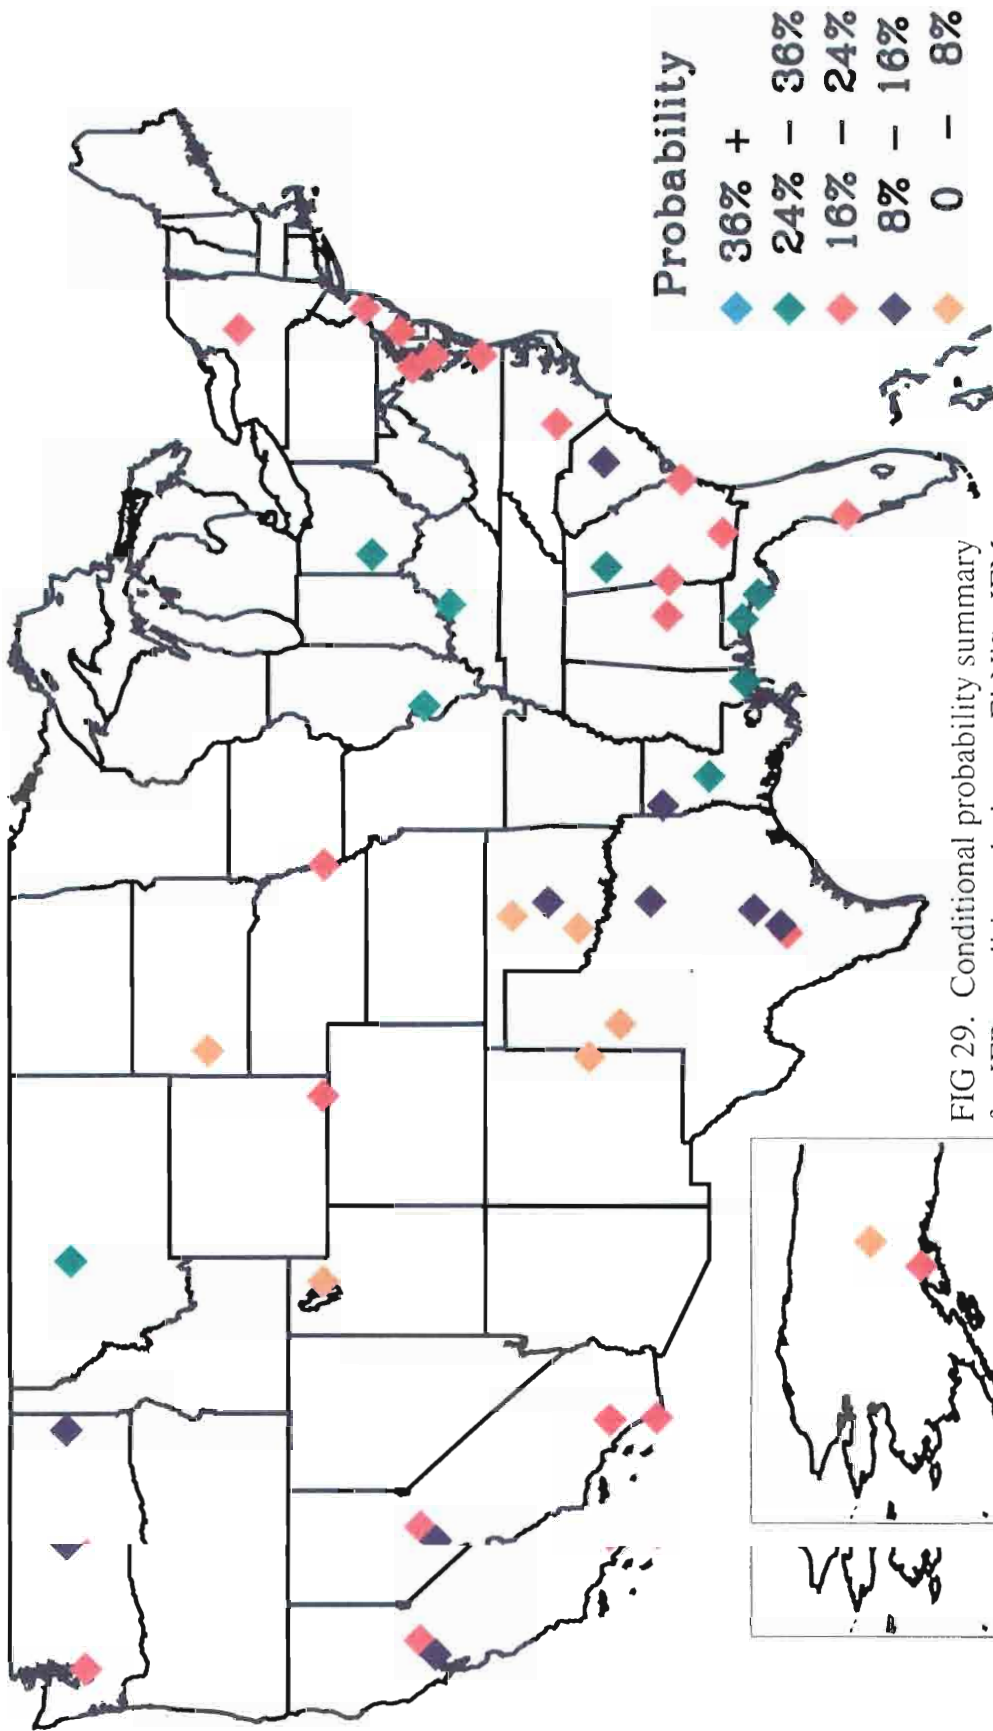 Probability
36% +
24% - 36%
16% - 24%
8% - 16%
0 - 8%
FIG 29. Conditional probability summary